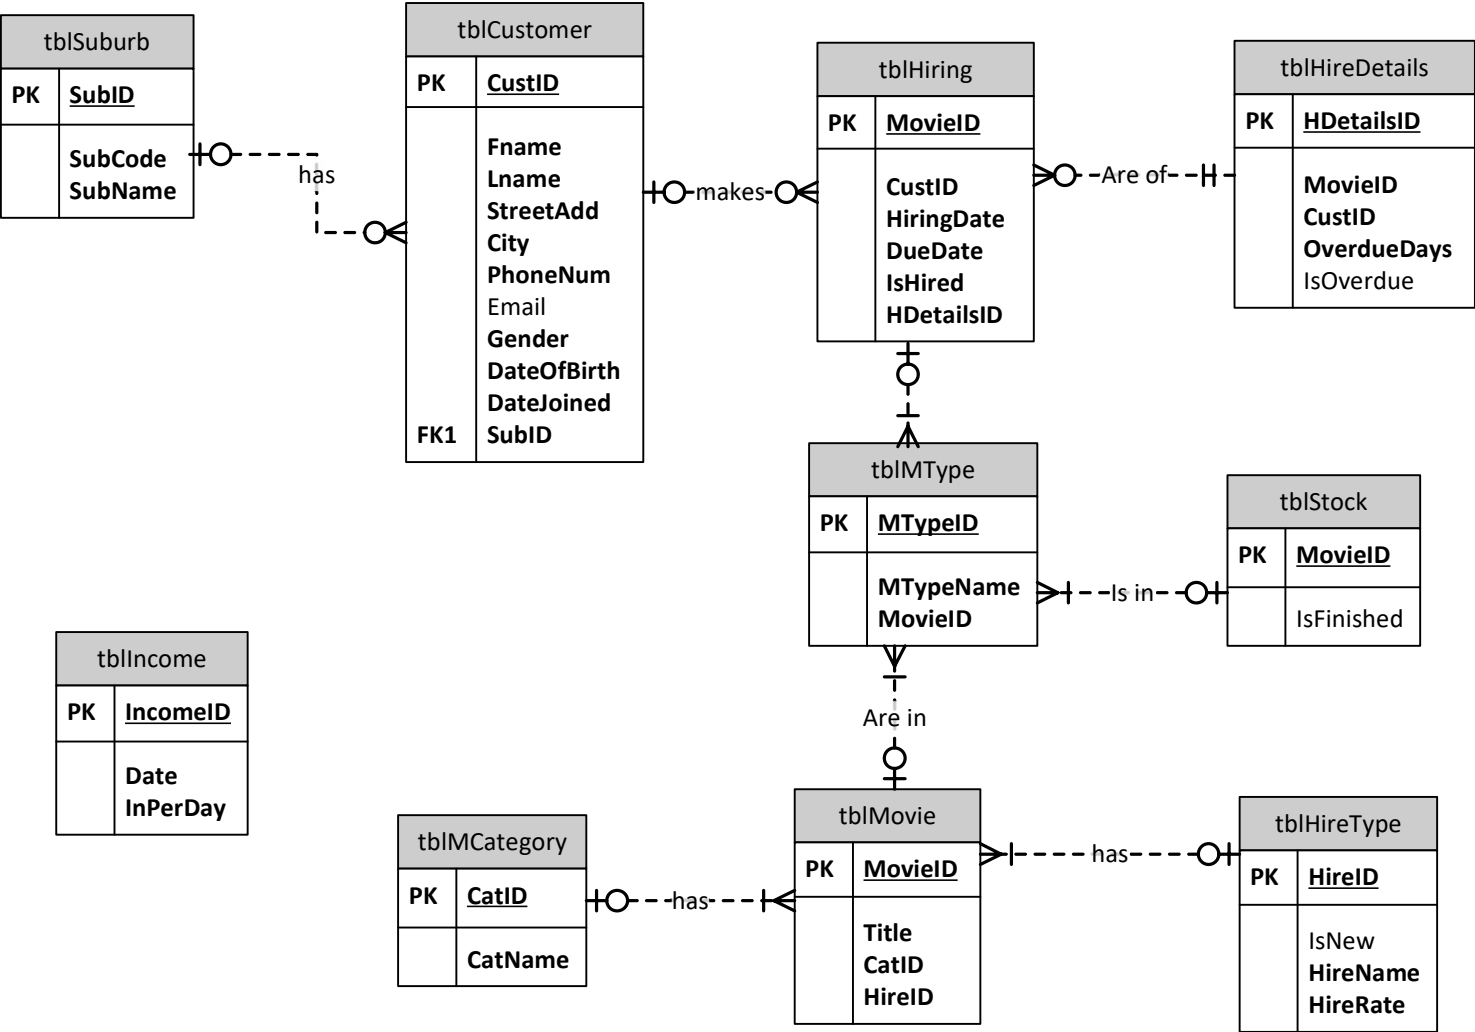 tblSuburb
PK SubID
SubCode
SubName
has
tblCustomer
PK CustID
Fname
Lname
StreetAdd
City
PhoneNum
Email
Gender
DateOfBirth
DateJoined
FK1 SubID
makes
tblHiring
PK MovieID
CustID
HiringDate
DueDate
IsHired
HDetailsID
Are of
tblHireDetails
PK HDetailsID
MovieID
CustID
OverdueDays
IsOverdue
tblMType
PK MTypeID
MTypeName
MovieID
Is in
tblStock
PK MovieID
IsFinished
Are in
tblIncome
PK IncomeID
Date
InPerDay
tblMCategory
PK CatID
CatName
has
tblMovie
PK MovieID
Title
CatID
HireID
has
tblHireType
PK HireID
IsNew
HireName
HireRate